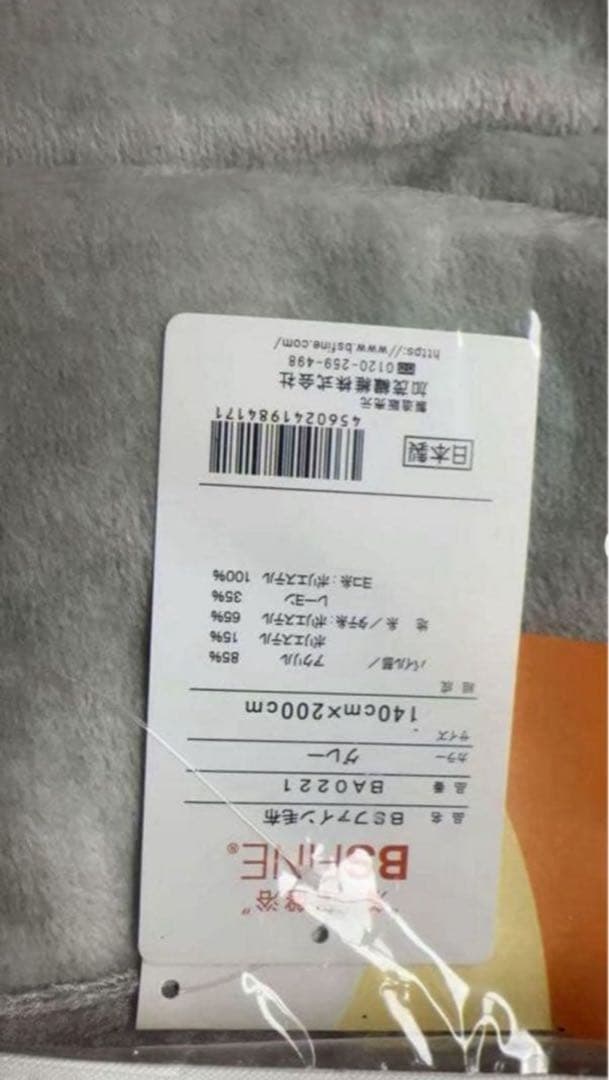 浴"
BSFiNE®
品名 BSファイン毛布
品番 BA0221
カラー グレー
サイズ
140cm×200cm
組成
パイル部/ アクリル 85%
ポリエステル 15%
地糸/タテ糸:ポリエステル 65%
レーヨン 35%
ヨコ糸:ポリエステル 100%
日本製
4560241984171
製造販売元
加茂繊維株式会社
0120-259-498
https://www.bsfine.com/